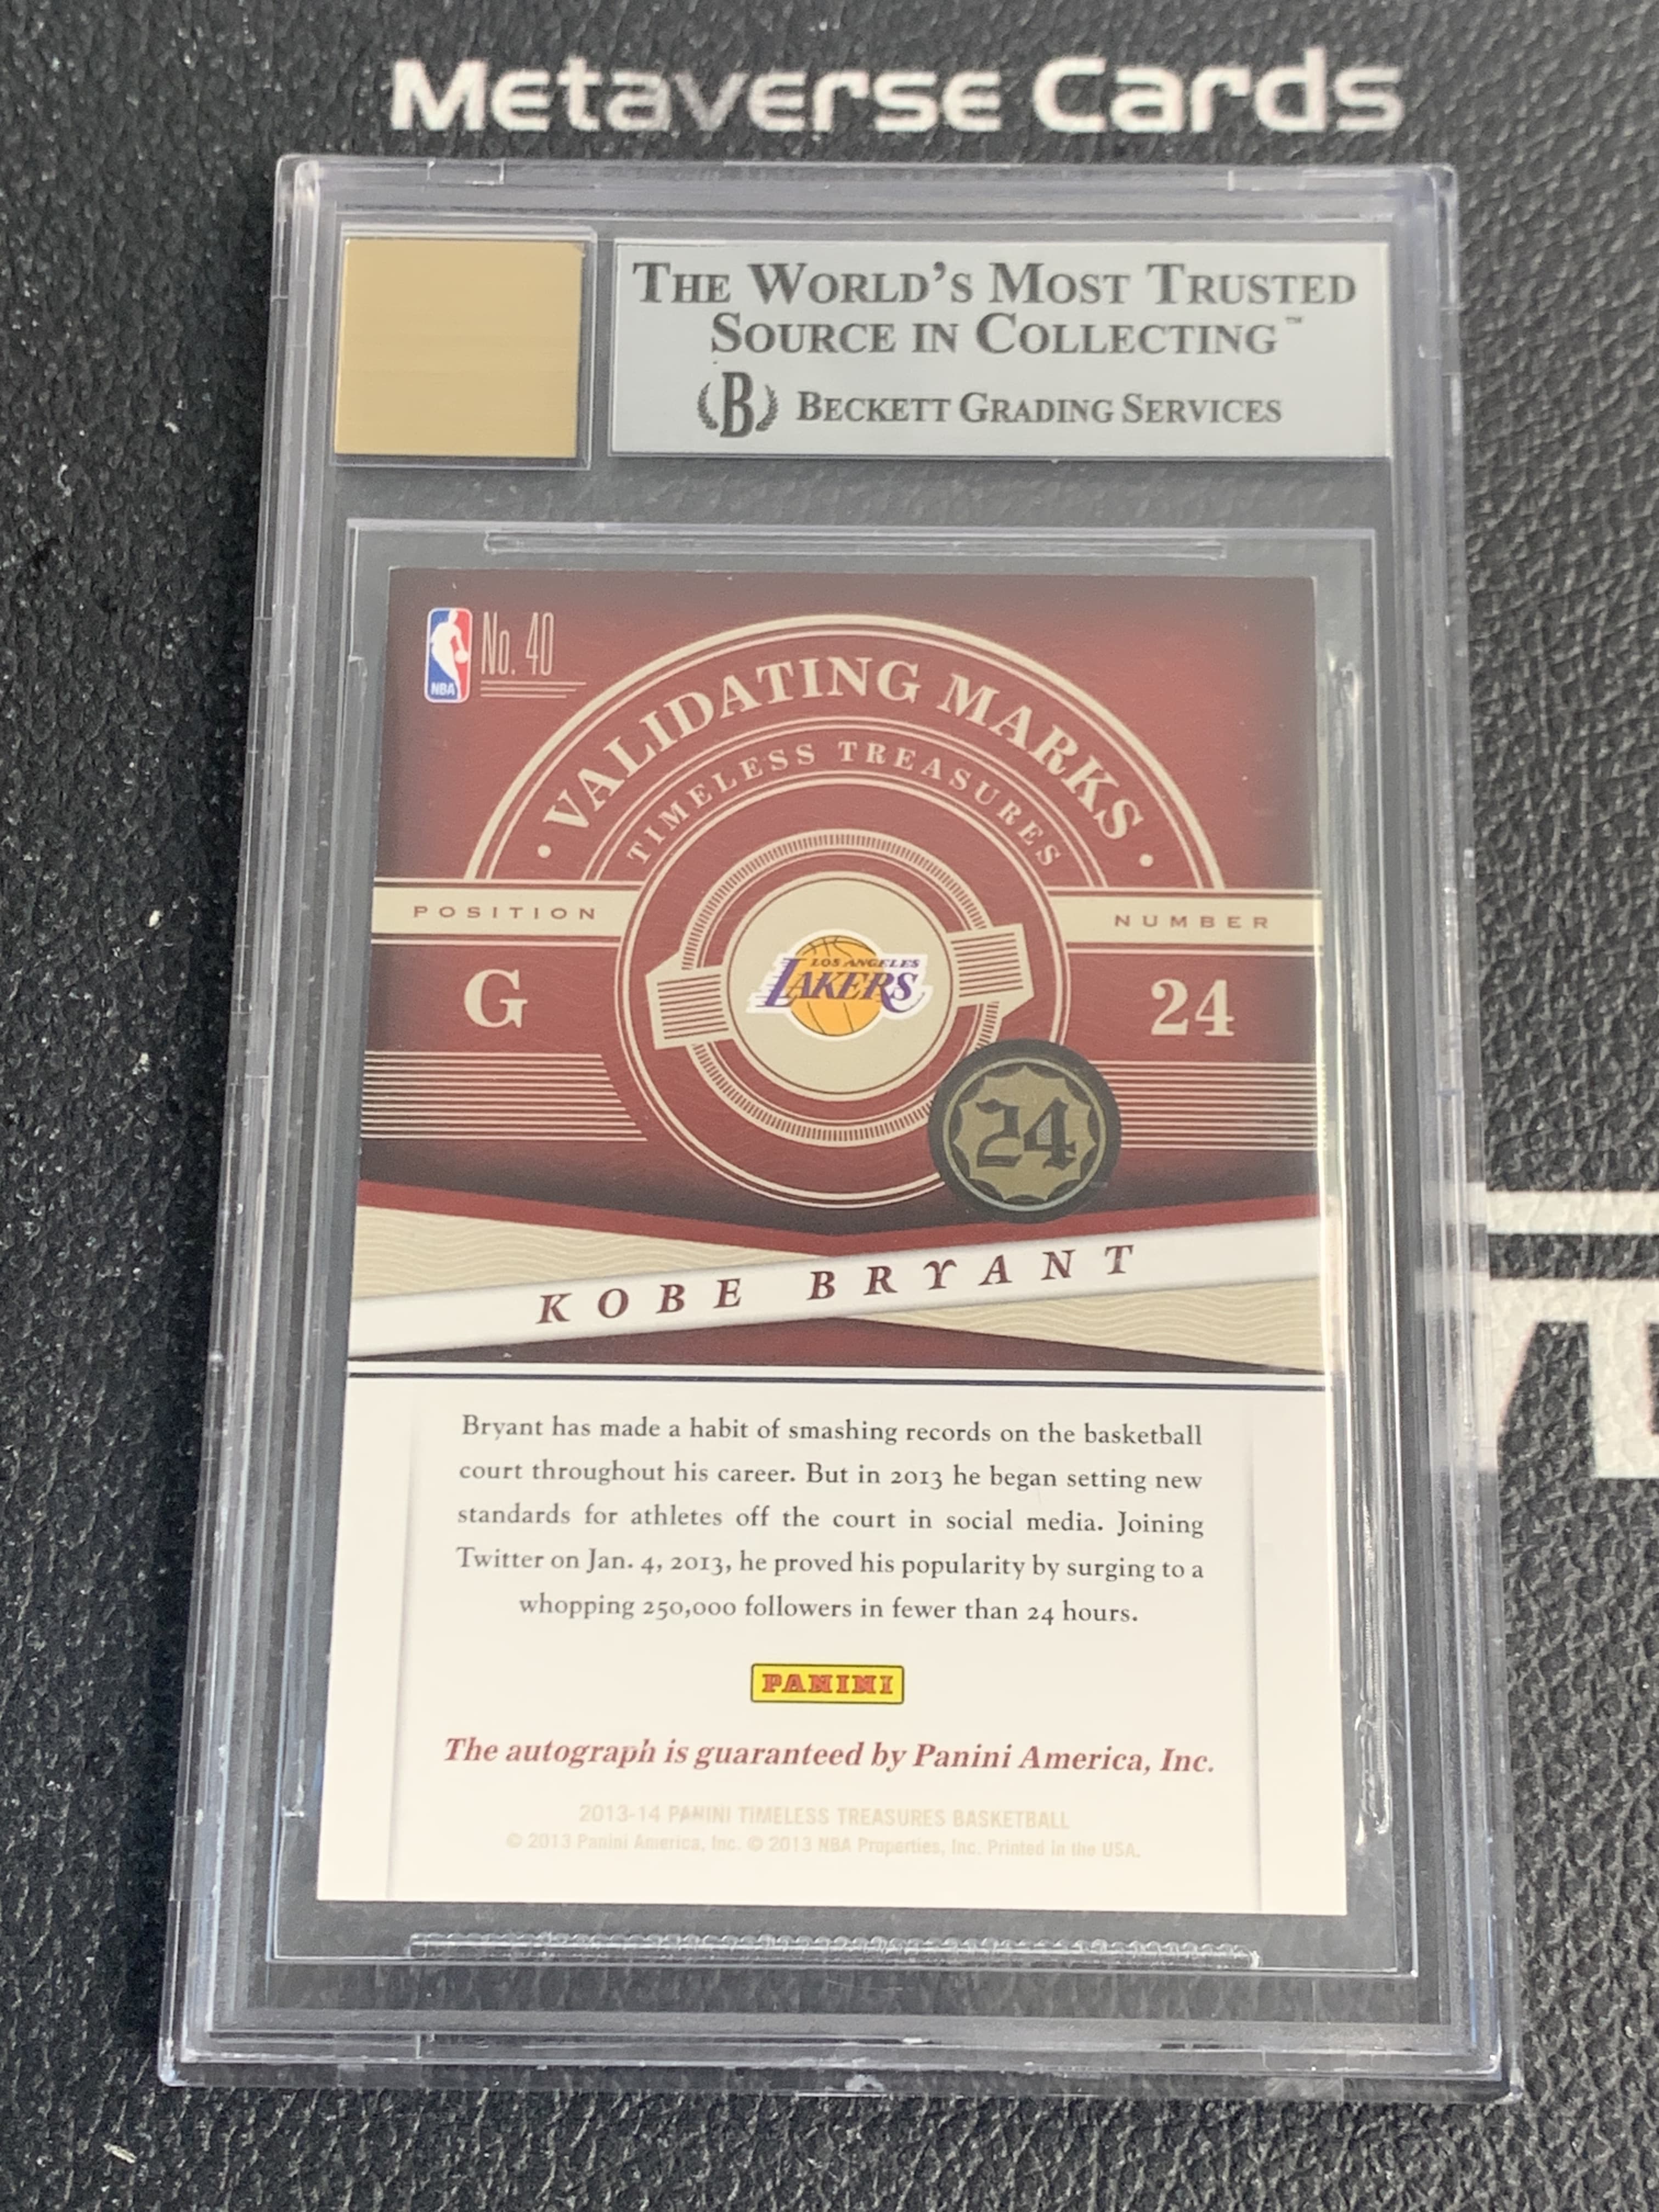 Metaverse Cards
THE WORLD'S MOST TRUSTED
SOURCE IN COLLECTING™
B BECKETT GRADING SERVICES
NBA
No. 40
• VALIDATING MARKS •
TIMELESS TREASURES
POSITION
NUMBER
G
LOS ANGELES
LAKERS
24
24
KOBE BRYANT
Bryant has made a habit of smashing records on the basketball
court throughout his career. But in 2013 he began setting new
standards for athletes off the court in social media. Joining
Twitter on Jan. 4, 2013, he proved his popularity by surging to a
whopping 250,000 followers in fewer than 24 hours.
PANINI
The autograph is guaranteed by Panini America, Inc.
2013-14 PANINI TIMELESS TREASURES BASKETBALL
© 2013 Panini America, Inc. © 2013 NBA Properties, Inc. Printed in the USA.